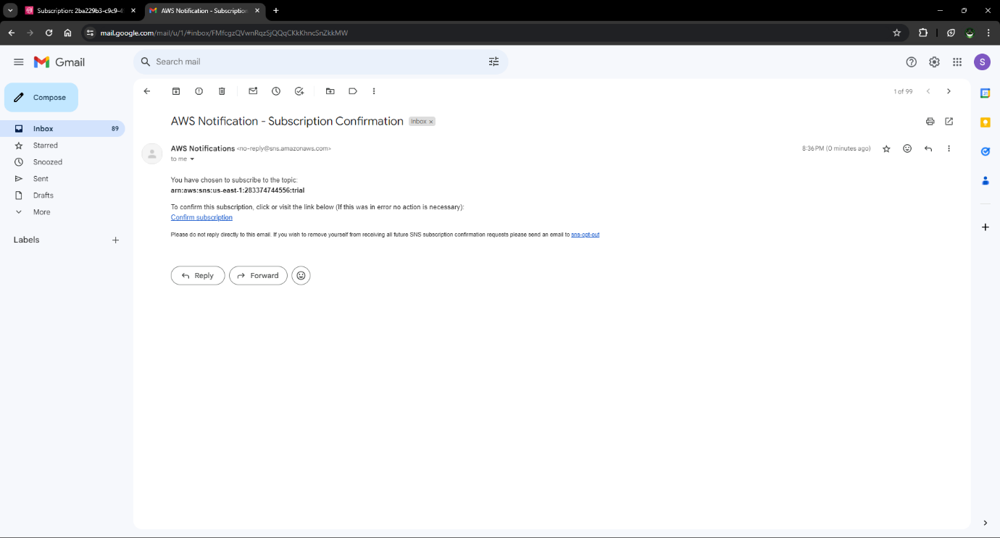 Subscription: 2ba229b3-c9c9-4
AWS Notification - Subscription
mail.google.com/mail/u/1/#inbox/FMfcgzQVwnRqzSjQQqCKkKhncSnZkkMW
Gmail
Search mail
S
Compose
1 of 99
AWS Notification - Subscription Confirmation Inbox x
Inbox 89
Starred
Snoozed
Sent
Drafts
More
Labels
AWS Notifications <no-reply@sns.amazonaws.com>
8:36 PM (0 minutes ago)
to me
You have chosen to subscribe to the topic:
arn:aws:sns:us-east-1:283374744556:trial
To confirm this subscription, click or visit the link below (If this was in error no action is necessary):
Confirm subscription
Please do not reply directly to this email. If you wish to remove yourself from receiving all future SNS subscription confirmation requests please send an email to sns-opt-out
Reply
Forward
31